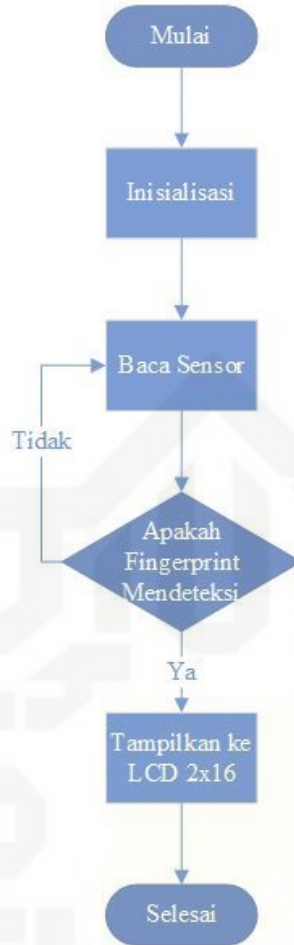 Mulai
Inisialisasi
Baca Sensor
Tidak
Apakah
Fingerprint
Mendeteksi
Ya
Tampilkan ke
LCD 2x16
Selesai